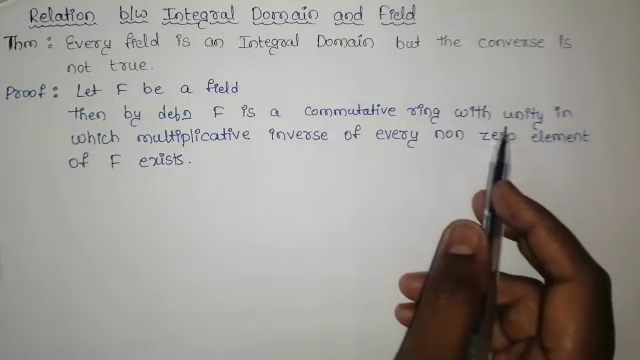 Relation b/w Integral Domain and Field
Thm: Every field is an Integral Domain but the converse is
not true.
Proof: Let F be a field
then by defn F is a commutative ring with unity in
which multiplicative inverse of every non zero element
of F exists.